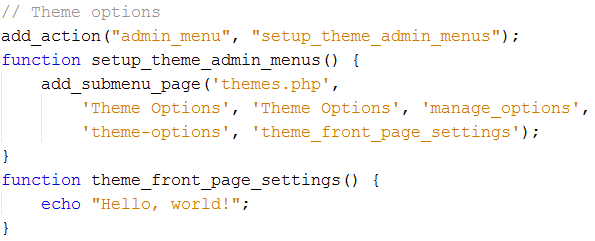 // Theme options
add_action("admin_menu", "setup_theme_admin_menus");
function setup_theme_admin_menus() {
    add_submenu_page('themes.php',
        'Theme Options', 'Theme Options', 'manage_options',
        'theme-options', 'theme_front_page_settings');
}
function theme_front_page_settings() {
    echo "Hello, world!";
}